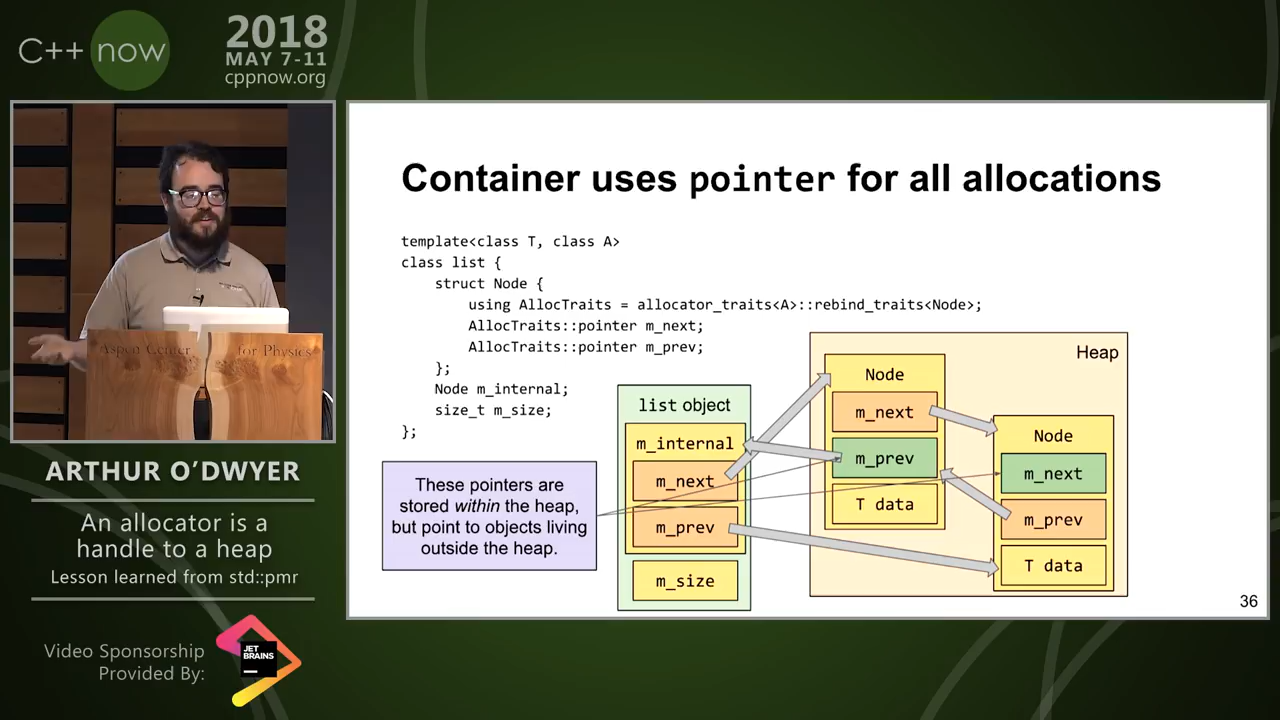 C++ now
2018
MAY 7-11
cppnow.org
Aspen Center for Physics
ARTHUR O'DWYER
An allocator is a
handle to a heap
Lesson learned from std::pmr
Video Sponsorship
Provided By:
JET
BRAINS
Container uses pointer for all allocations
template<class T, class A>
class list {
struct Node {
using AllocTraits = allocator_traits<A>::rebind_traits<Node>;
AllocTraits::pointer m_next;
AllocTraits::pointer m_prev;
};
Node m_internal;
size_t m_size;
};
These pointers are
stored within the heap,
but point to objects living
outside the heap.
list object
m_internal
m_next
m_prev
m_size
Heap
Node
m_next
m_prev
T data
Node
m_next
m_prev
T data
36